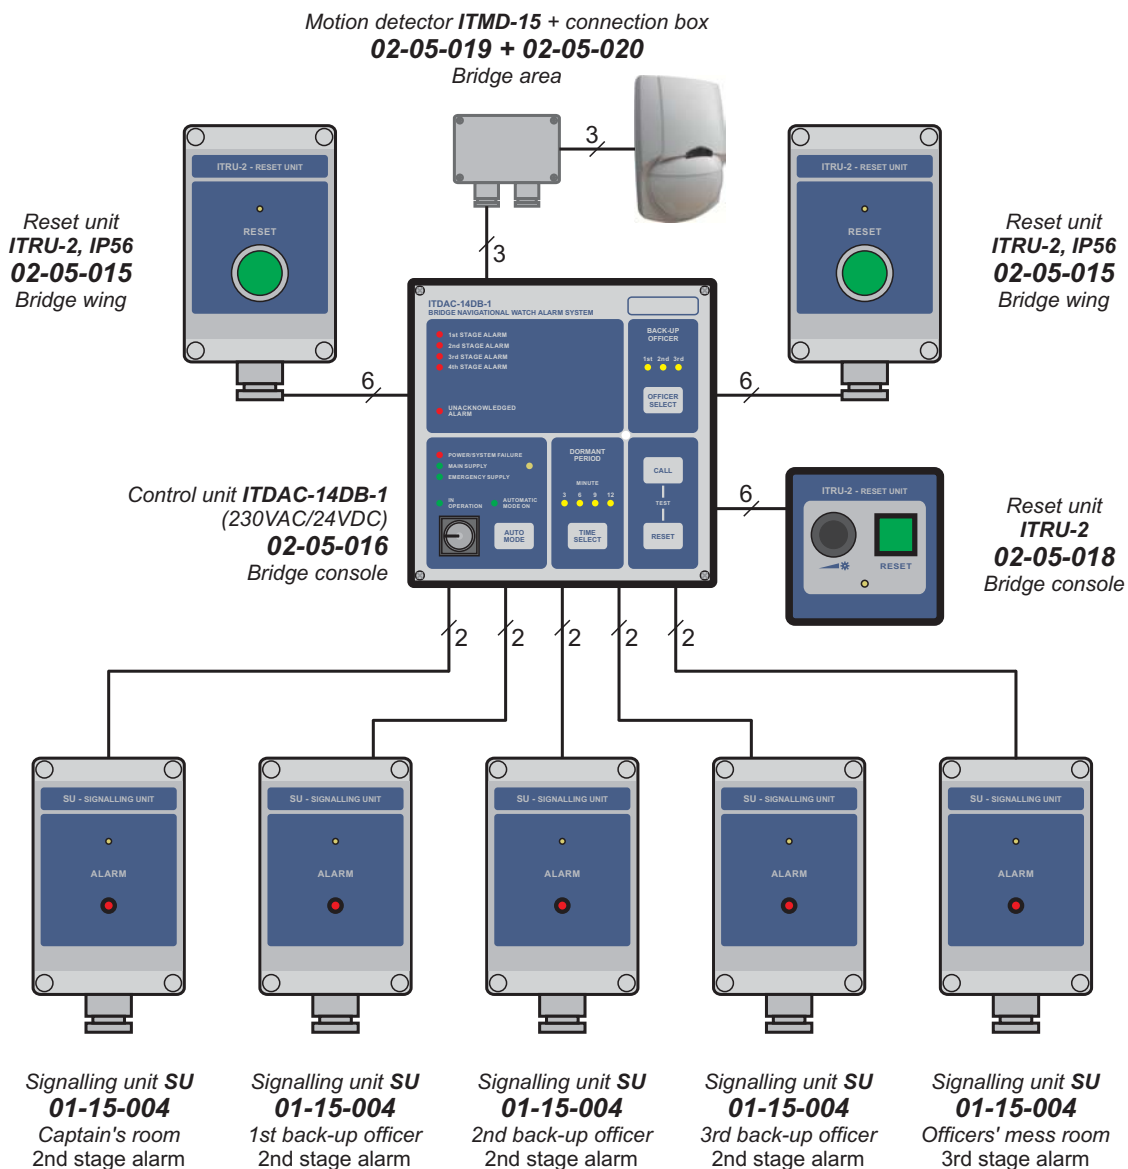 Motion detector ITMD-15 + connection box
02-05-019 + 02-05-020
Bridge area
3
3
ITRU-2 - RESET UNIT
RESET
Reset unit
ITRU-2, IP56
02-05-015
Bridge wing
6
ITRU-2 - RESET UNIT
RESET
Reset unit
ITRU-2, IP56
02-05-015
Bridge wing
6
ITDAC-14DB-1
BRIDGE NAVIGATIONAL WATCH ALARM SYSTEM
1st STAGE ALARM
2nd STAGE ALARM
3rd STAGE ALARM
4th STAGE ALARM
UNACKNOWLEDGED
ALARM
BACK-UP
OFFICER
1st 2nd 3rd
OFFICER
SELECT
POWER/SYSTEM FAILURE
MAIN SUPPLY
EMERGENCY SUPPLY
IN
OPERATION
AUTOMATIC
MODE ON
AUTO
MODE
DORMANT
PERIOD
MINUTE
3 6 9 12
TIME
SELECT
CALL
TEST
RESET
Control unit ITDAC-14DB-1
(230VAC/24VDC)
02-05-016
Bridge console
6
ITRU-2 - RESET UNIT
RESET
Reset unit
ITRU-2
02-05-018
Bridge console
2 2 2 2 2
SU - SIGNALLING UNIT
ALARM
SU - SIGNALLING UNIT
ALARM
SU - SIGNALLING UNIT
ALARM
SU - SIGNALLING UNIT
ALARM
SU - SIGNALLING UNIT
ALARM
Signalling unit SU
01-15-004
Captain's room
2nd stage alarm
Signalling unit SU
01-15-004
1st back-up officer
2nd stage alarm
Signalling unit SU
01-15-004
2nd back-up officer
2nd stage alarm
Signalling unit SU
01-15-004
3rd back-up officer
2nd stage alarm
Signalling unit SU
01-15-004
Officers' mess room
3rd stage alarm